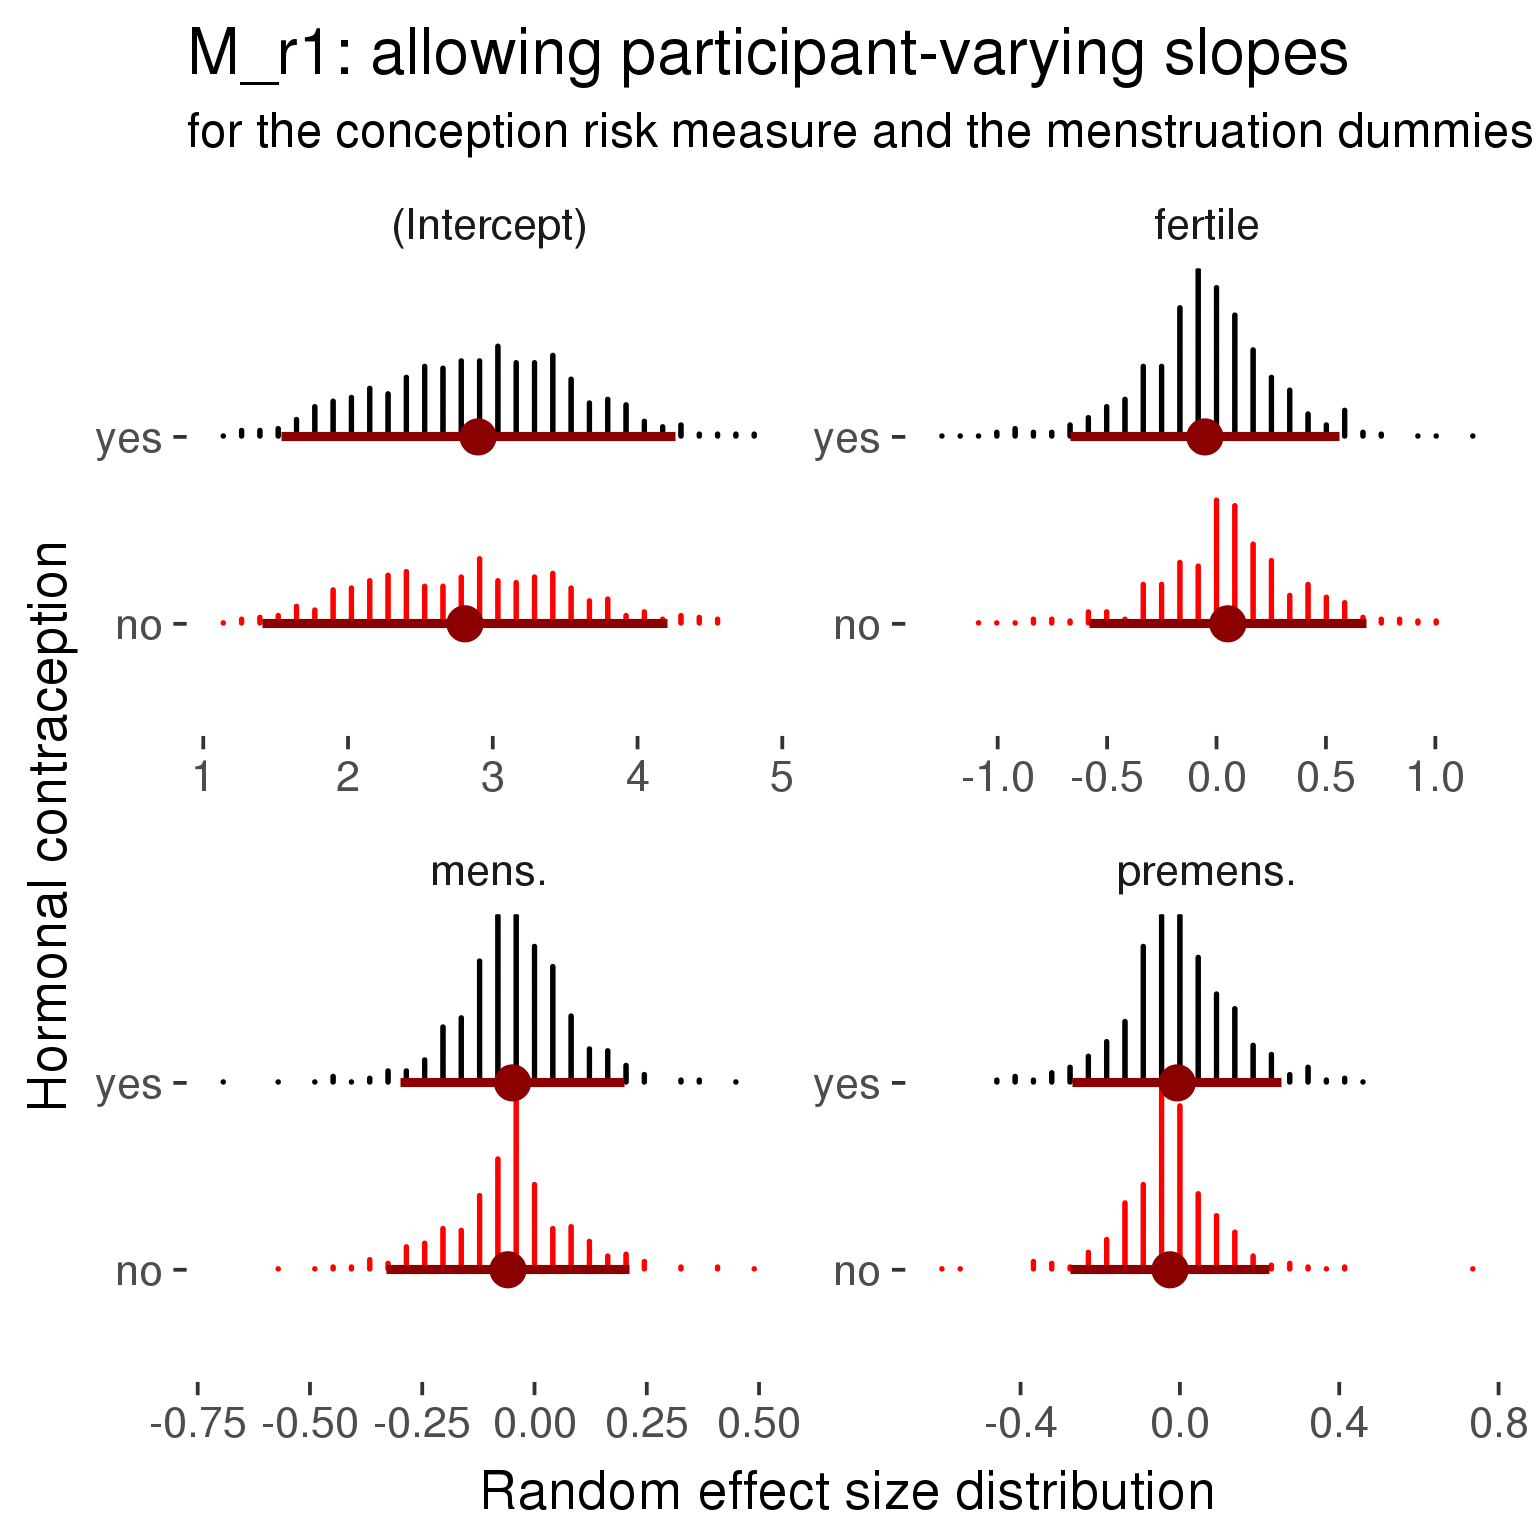 M_r1: allowing participant-varying slopes
for the conception risk measure and the menstruation dummies
(Intercept)
fertile
yes
no
yes
no
1 2 3 4 5
-1.0 -0.5 0.0 0.5 1.0
mens.
premens.
yes
no
yes
no
-0.75 -0.50 -0.25 0.00 0.25 0.50
-0.4 0.0 0.4 0.8
Hormonal contraception
Random effect size distribution